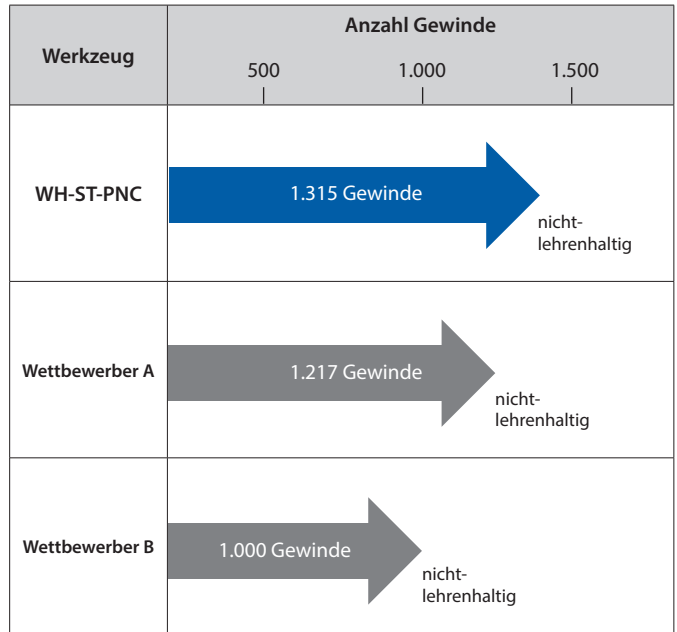 Werkzeug
Anzahl Gewinde
500 1.000 1.500
WH-ST-PNC
1.315 Gewinde
nicht-
lehrenhaltig
Wettbewerber A
1.217 Gewinde
nicht-
lehrenhaltig
Wettbewerber B
1.000 Gewinde
nicht-
lehrenhaltig